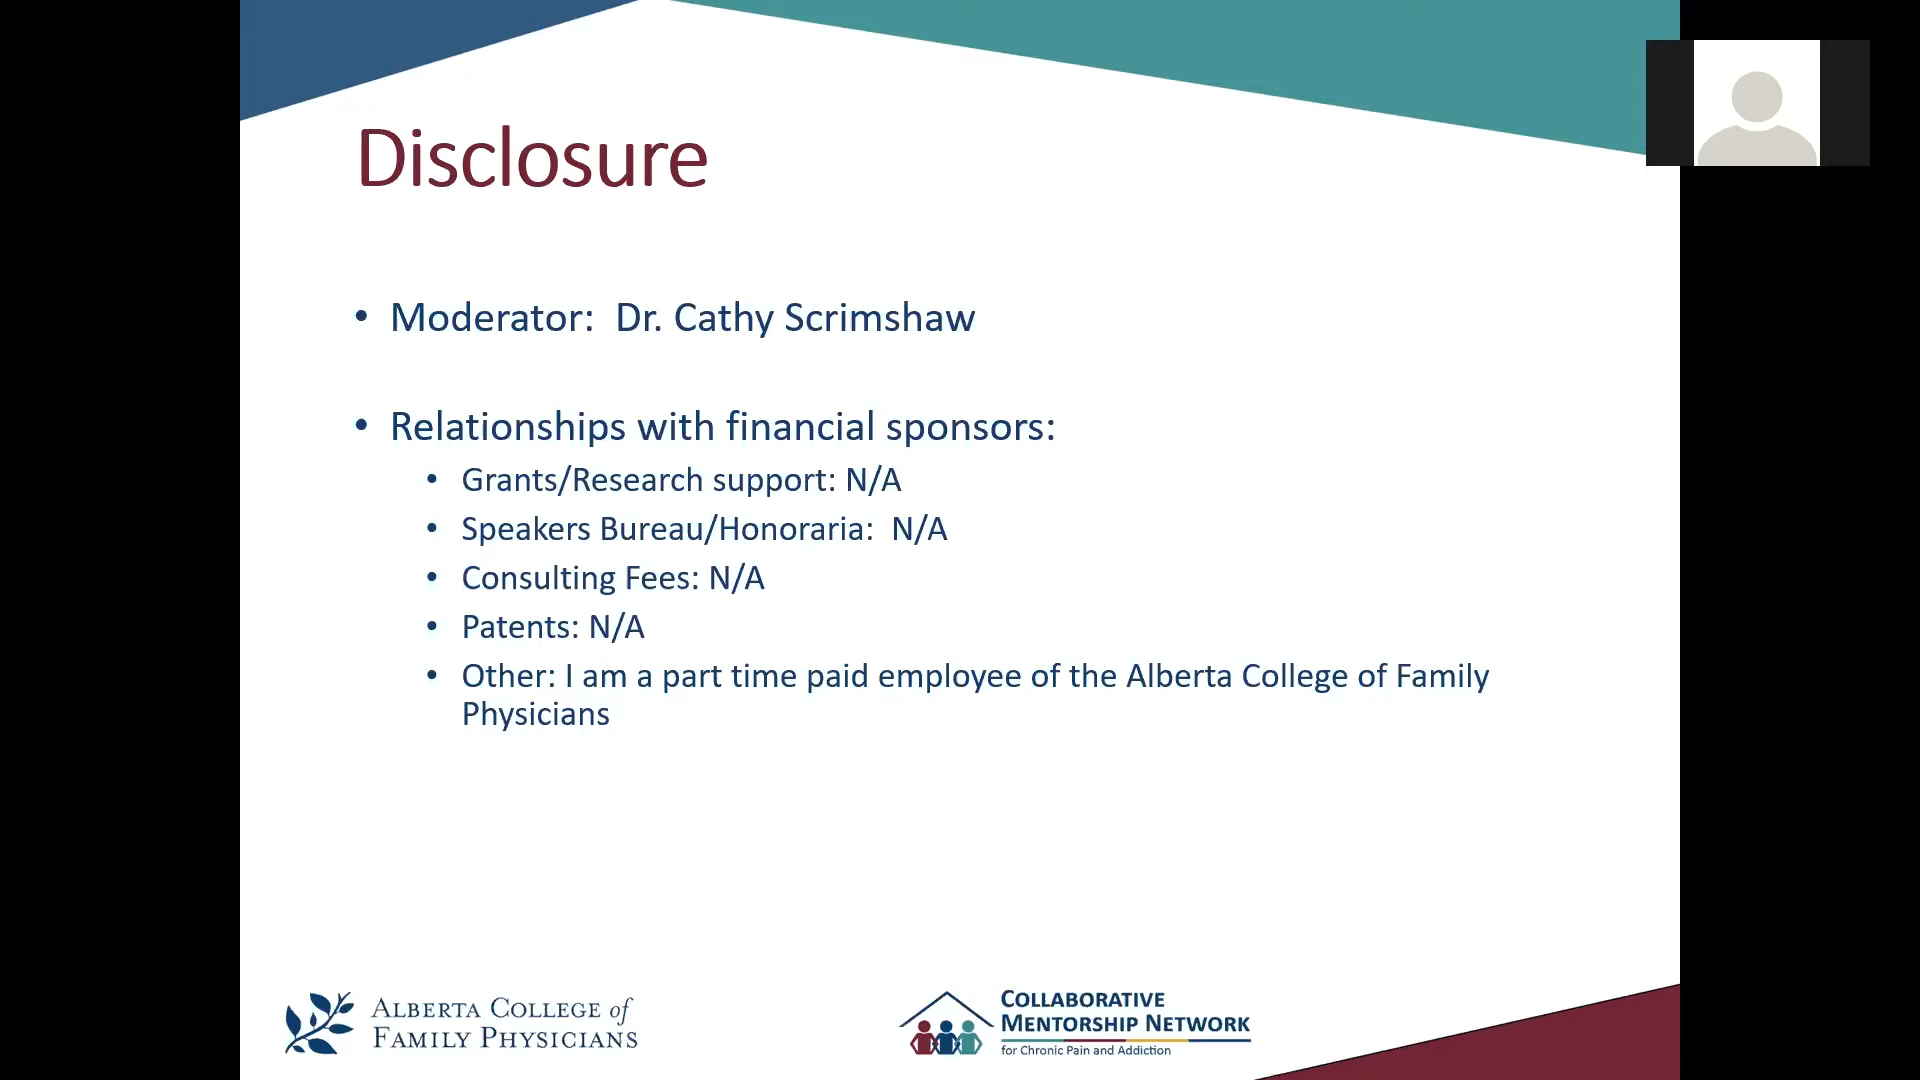 Disclosure
• Moderator:  Dr. Cathy Scrimshaw
• Relationships with financial sponsors:
• Grants/Research support: N/A
• Speakers Bureau/Honoraria:  N/A
• Consulting Fees: N/A
• Patents: N/A
• Other: I am a part time paid employee of the Alberta College of Family
Physicians
ALBERTA COLLEGE of
FAMILY PHYSICIANS
COLLABORATIVE
MENTORSHIP NETWORK
for Chronic Pain and Addiction